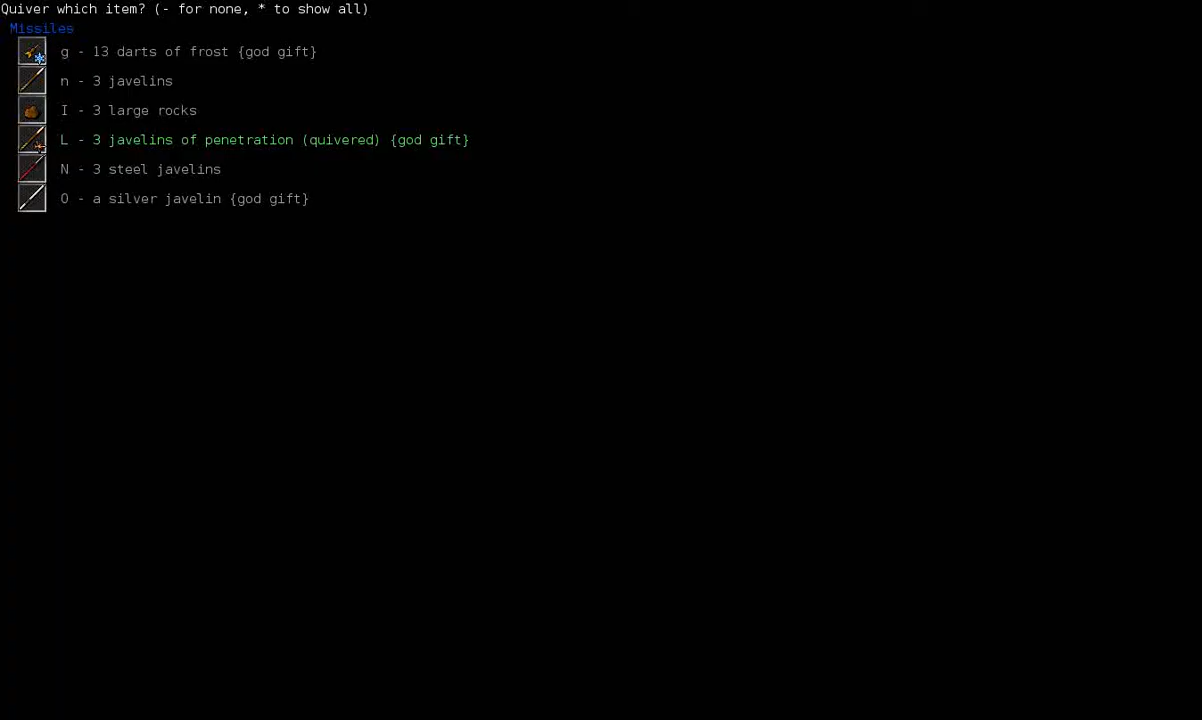 Quiver which item? (- for none, * to show all)
Missiles
g - 13 darts of frost {god gift}
n - 3 javelins
I - 3 large rocks
L - 3 javelins of penetration (quivered) {god gift}
N - 3 steel javelins
O - a silver javelin {god gift}